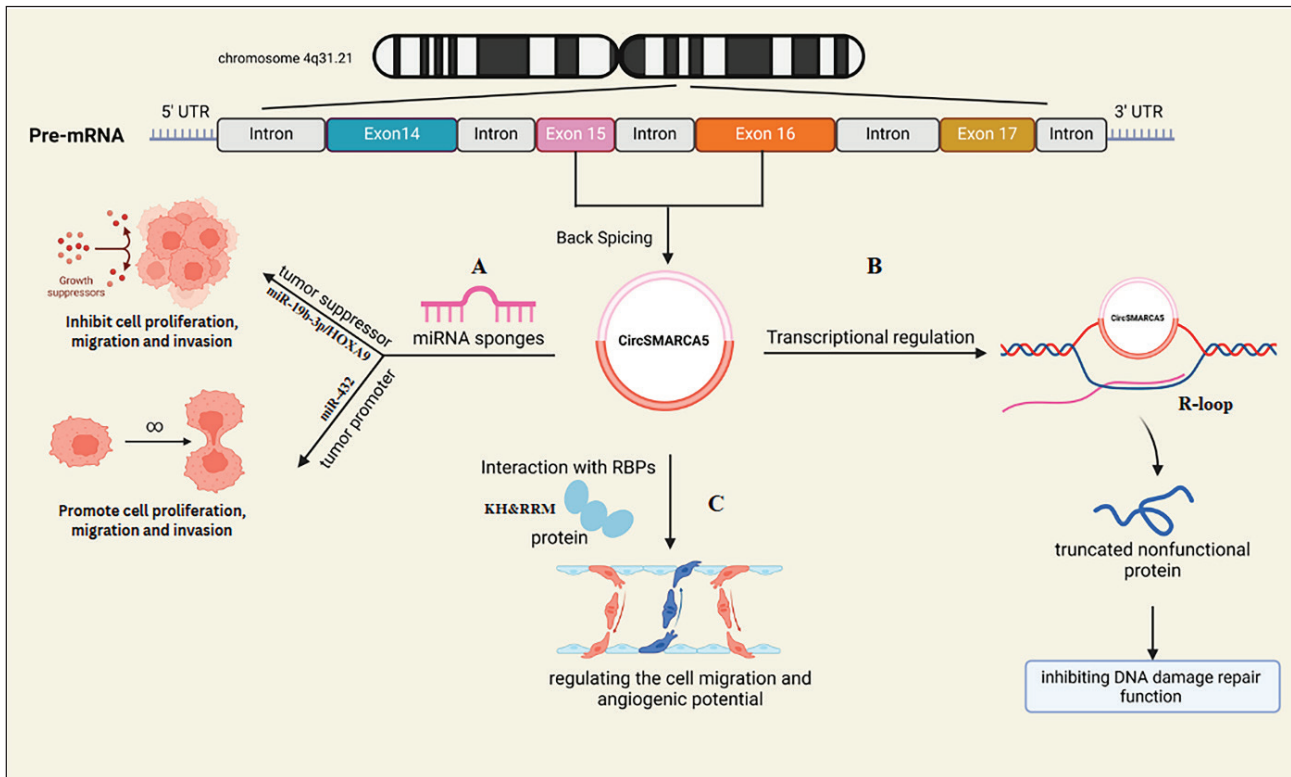 chromosome 4q31.21
5' UTR
3' UTR
Pre-mRNA
Intron
Exon14
Intron
Exon 15
Intron
Exon 16
Intron
Exon 17
Intron
Back Spicing
A
B
Growth
suppressors
Inhibit cell proliferation,
migration and invasion
tumor suppressor
miR-19b-3p/HOXA9
miRNA sponges
CircSMARCA5
Transcriptional regulation
CircSMARCA5
R-loop
miR-432
tumor promoter
∞
Promote cell proliferation,
migration and invasion
Interaction with RBPs
KH&RRM
protein
C
truncated nonfunctional
protein
regulating the cell migration and
angiogenic potential
inhibiting DNA damage repair
function